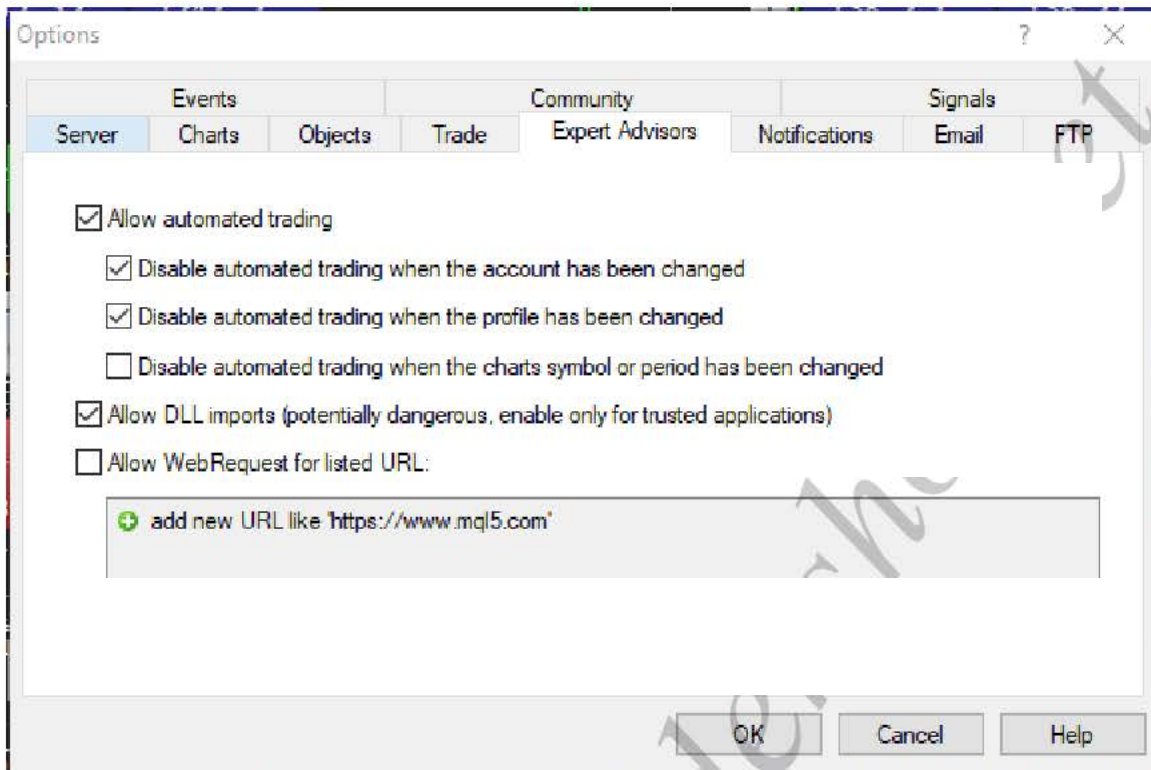 Options
Events Community Signals
Server Charts Objects Trade Expert Advisors Notifications Email FTP
Allow automated trading
Disable automated trading when the account has been changed
Disable automated trading when the profile has been changed
Disable automated trading when the charts symbol or period has been changed
Allow DLL imports (potentially dangerous, enable only for trusted applications)
Allow WebRequest for listed URL:
add new URL like 'https://www.mql5.com'
OK Cancel Help